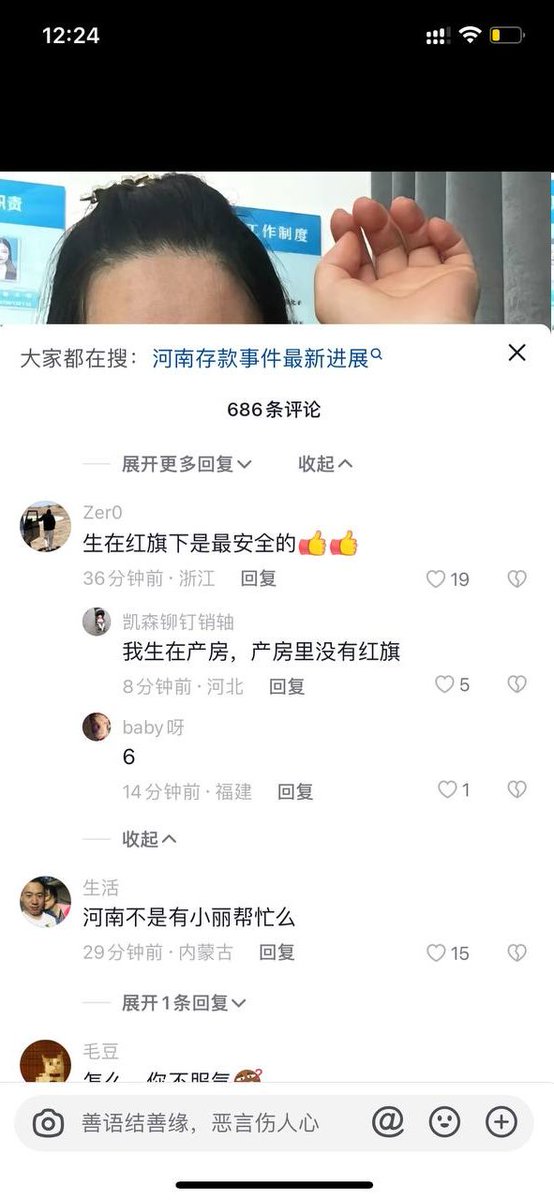 12:24
职责
工作制度
大家都在搜：河南存款事件最新进展
686条评论
展开更多回复 收起
Zer0
生在红旗下是最安全的👍👍
36分钟前·浙江 回复 19
凯森铆钉销轴
我生在产房，产房里没有红旗
8分钟前·河北 回复 5
baby呀
6
14分钟前·福建 回复 1
收起
生活
河南不是有小丽帮忙么
29分钟前·内蒙古 回复 15
展开1条回复
毛豆
怎么，你不服气
善语结善缘，恶言伤人心